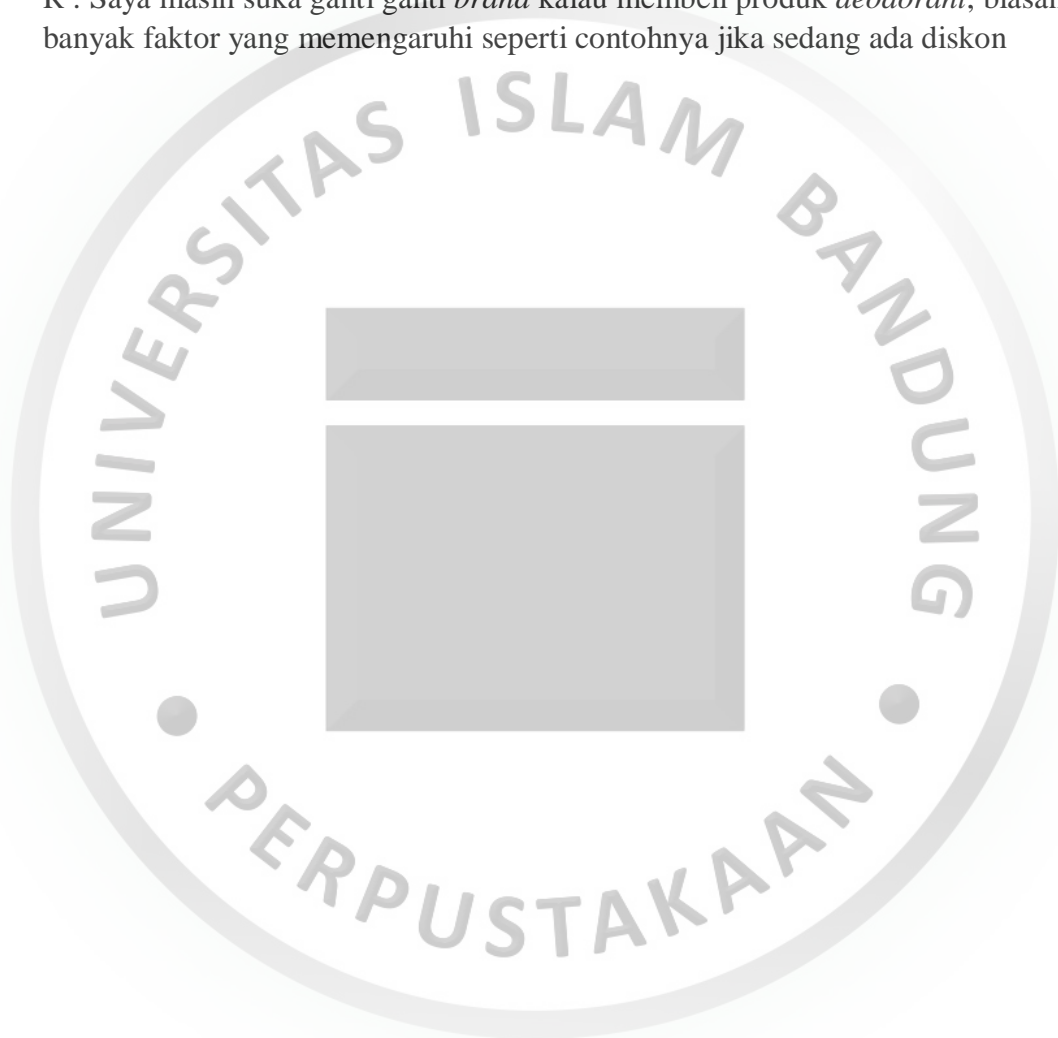 R : Saya masih suka ganti ganti brand kalau membeli produk deodorant,
banyak faktor yang memengaruhi seperti contohnya jika sedang ada diskon
UNIVERSITAS ISLAM BANDUNG
PERPUSTAKAAN